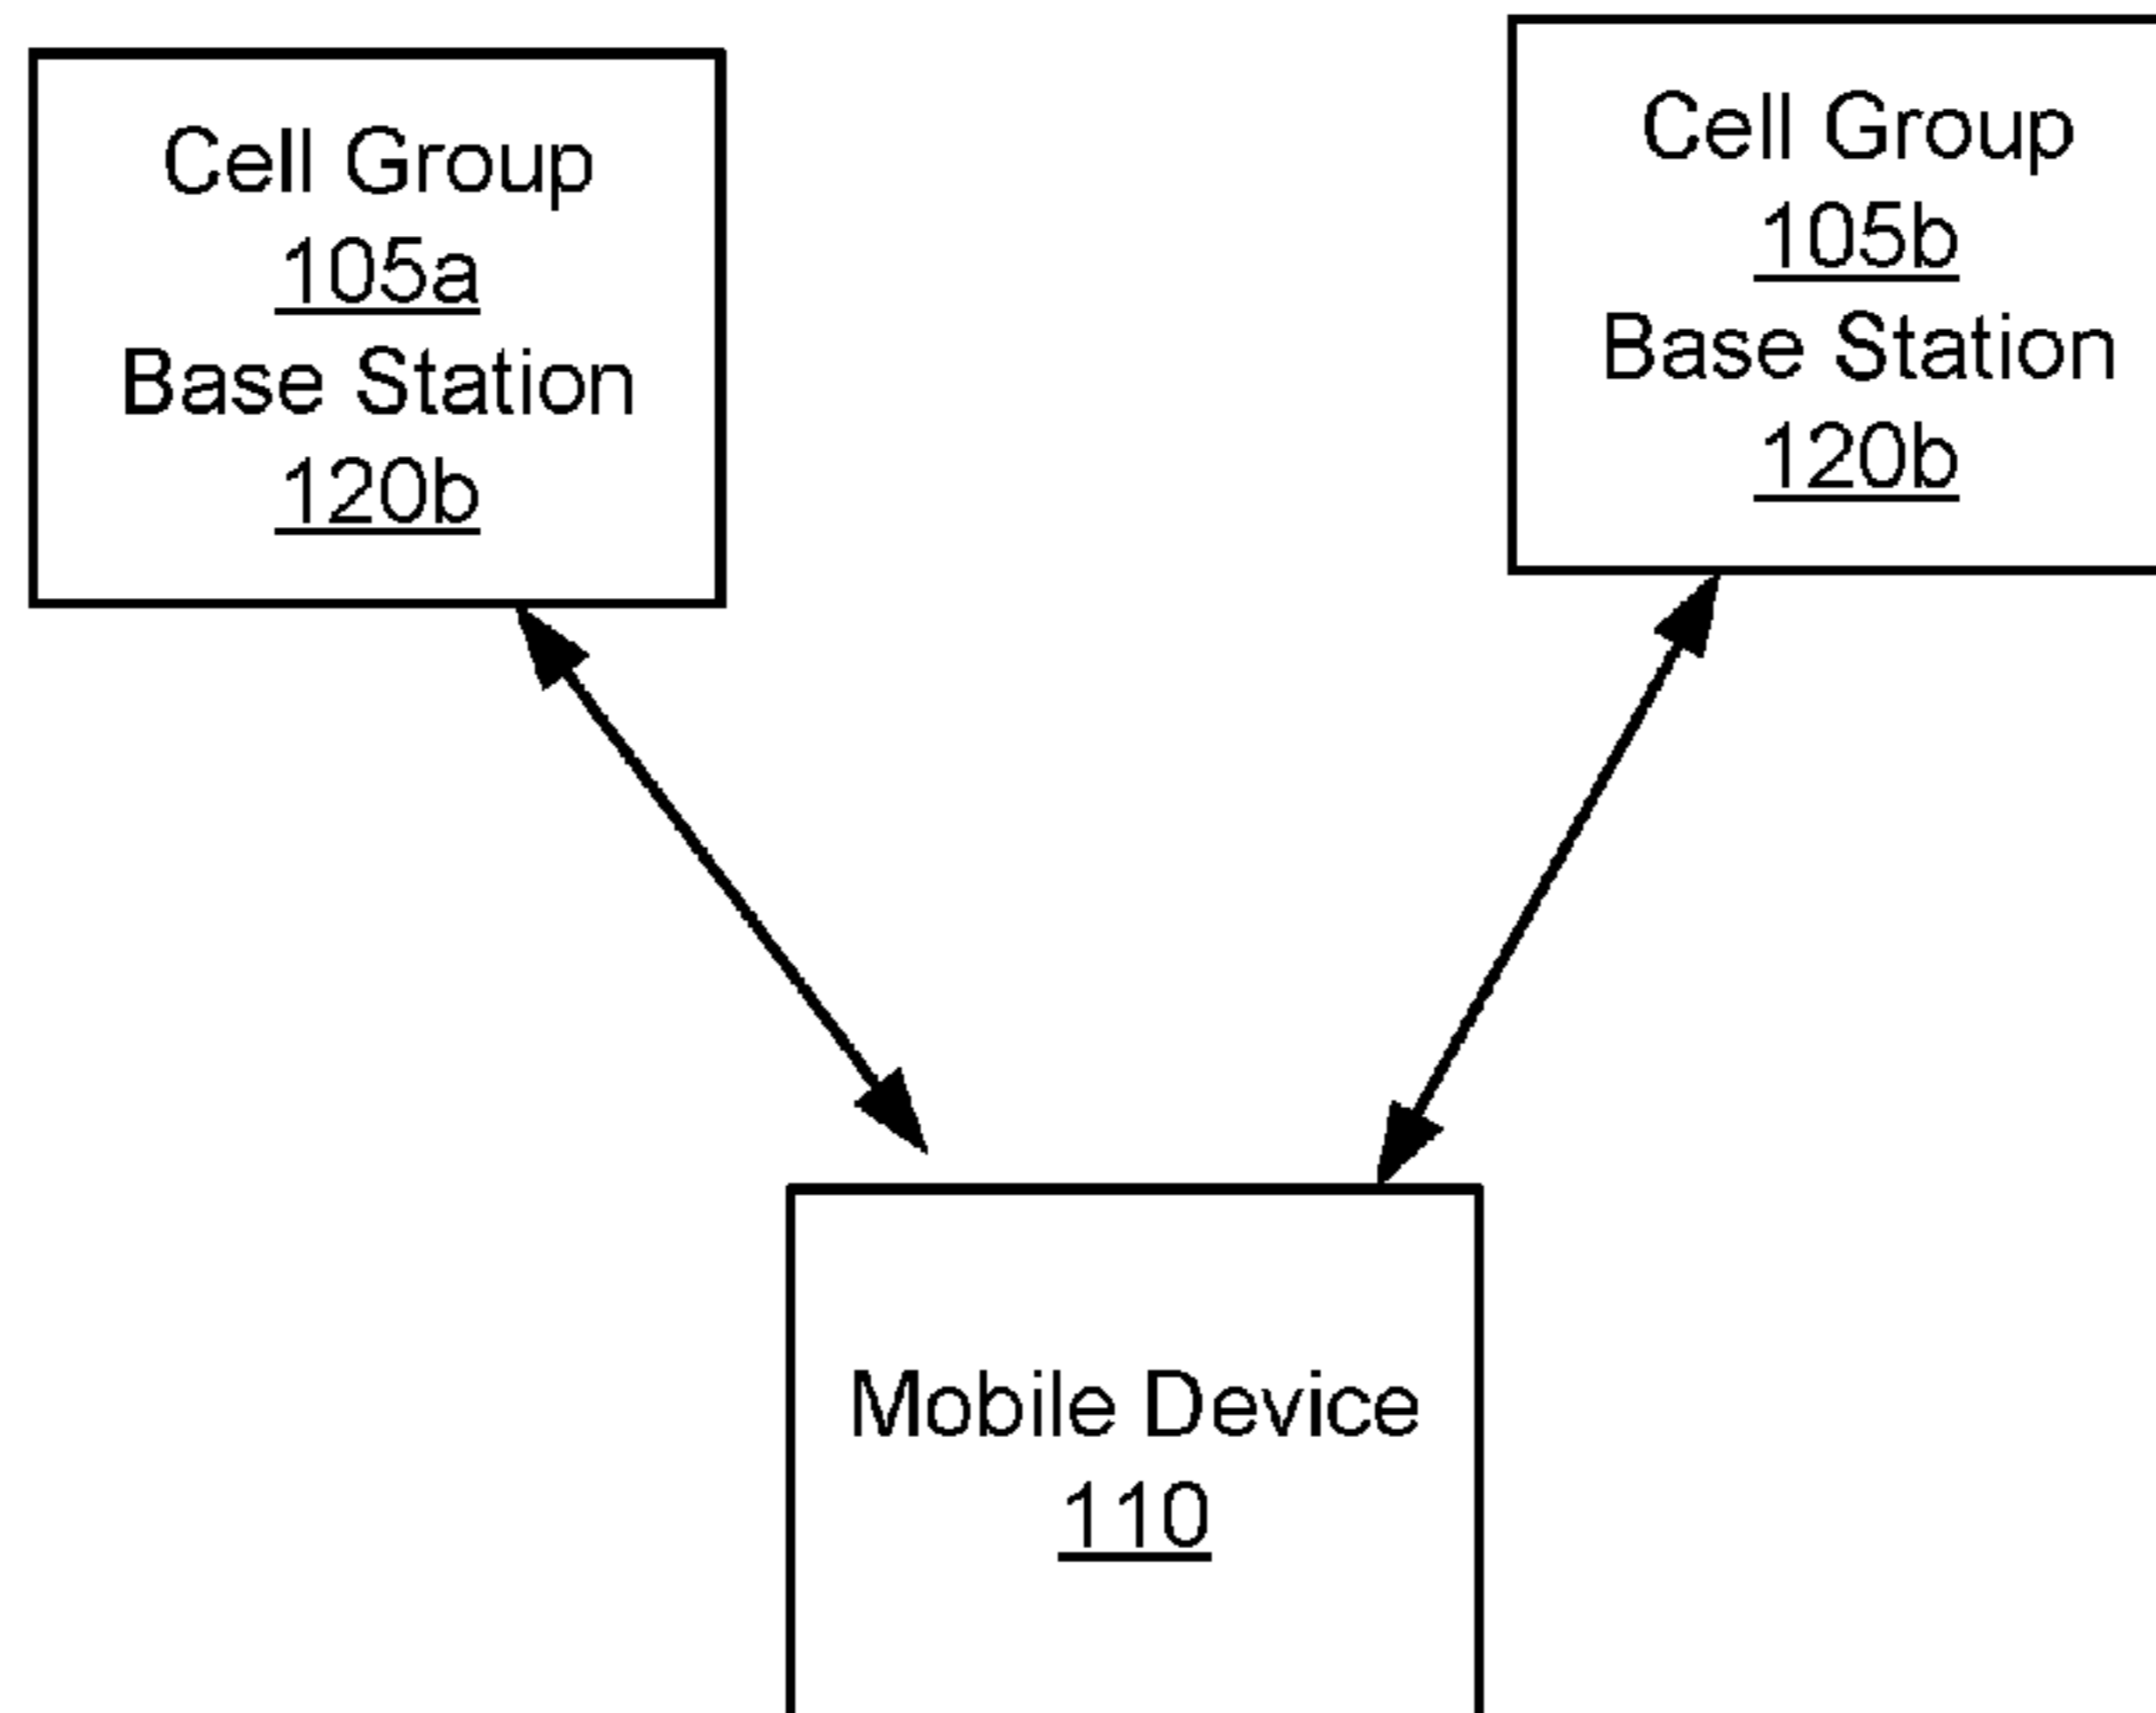 Cell Group
105a
Base Station
120b
Cell Group
105b
Base Station
120b
Mobile Device
110